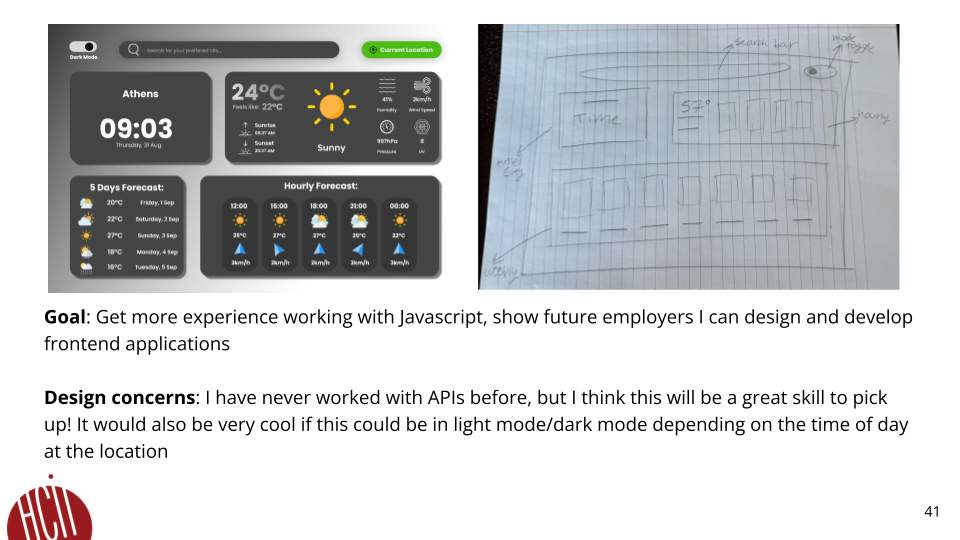 Dark Mode
Search for your preffered city...
Current Location
Athens
09:03
Thursday, 31 Aug
24°C
Feels like: 22°C
Sunrise
06:37 AM
Sunset
20:37 AM
Sunny
41%
Humidity
2km/h
Wind Speed
997hPa
Pressure
8
UV
5 Days Forecast:
20°C Friday, 1 Sep
22°C Saturday, 2 Sep
27°C Sunday, 3 Sep
18°C Monday, 4 Sep
16°C Tuesday, 5 Sep
Hourly Forecast:
12:00 15:00 18:00 21:00 00:00
26°C 27°C 27°C 25°C 22°C
3km/h 2km/h 2km/h 3km/h 3km/h
search bar
mode toggle
Time
57°
hourly
weekly
Goal: Get more experience working with Javascript, show future employers I can design and develop
frontend applications
Design concerns: I have never worked with APIs before, but I think this will be a great skill to pick
up! It would also be very cool if this could be in light mode/dark mode depending on the time of day
at the location
HCII
41